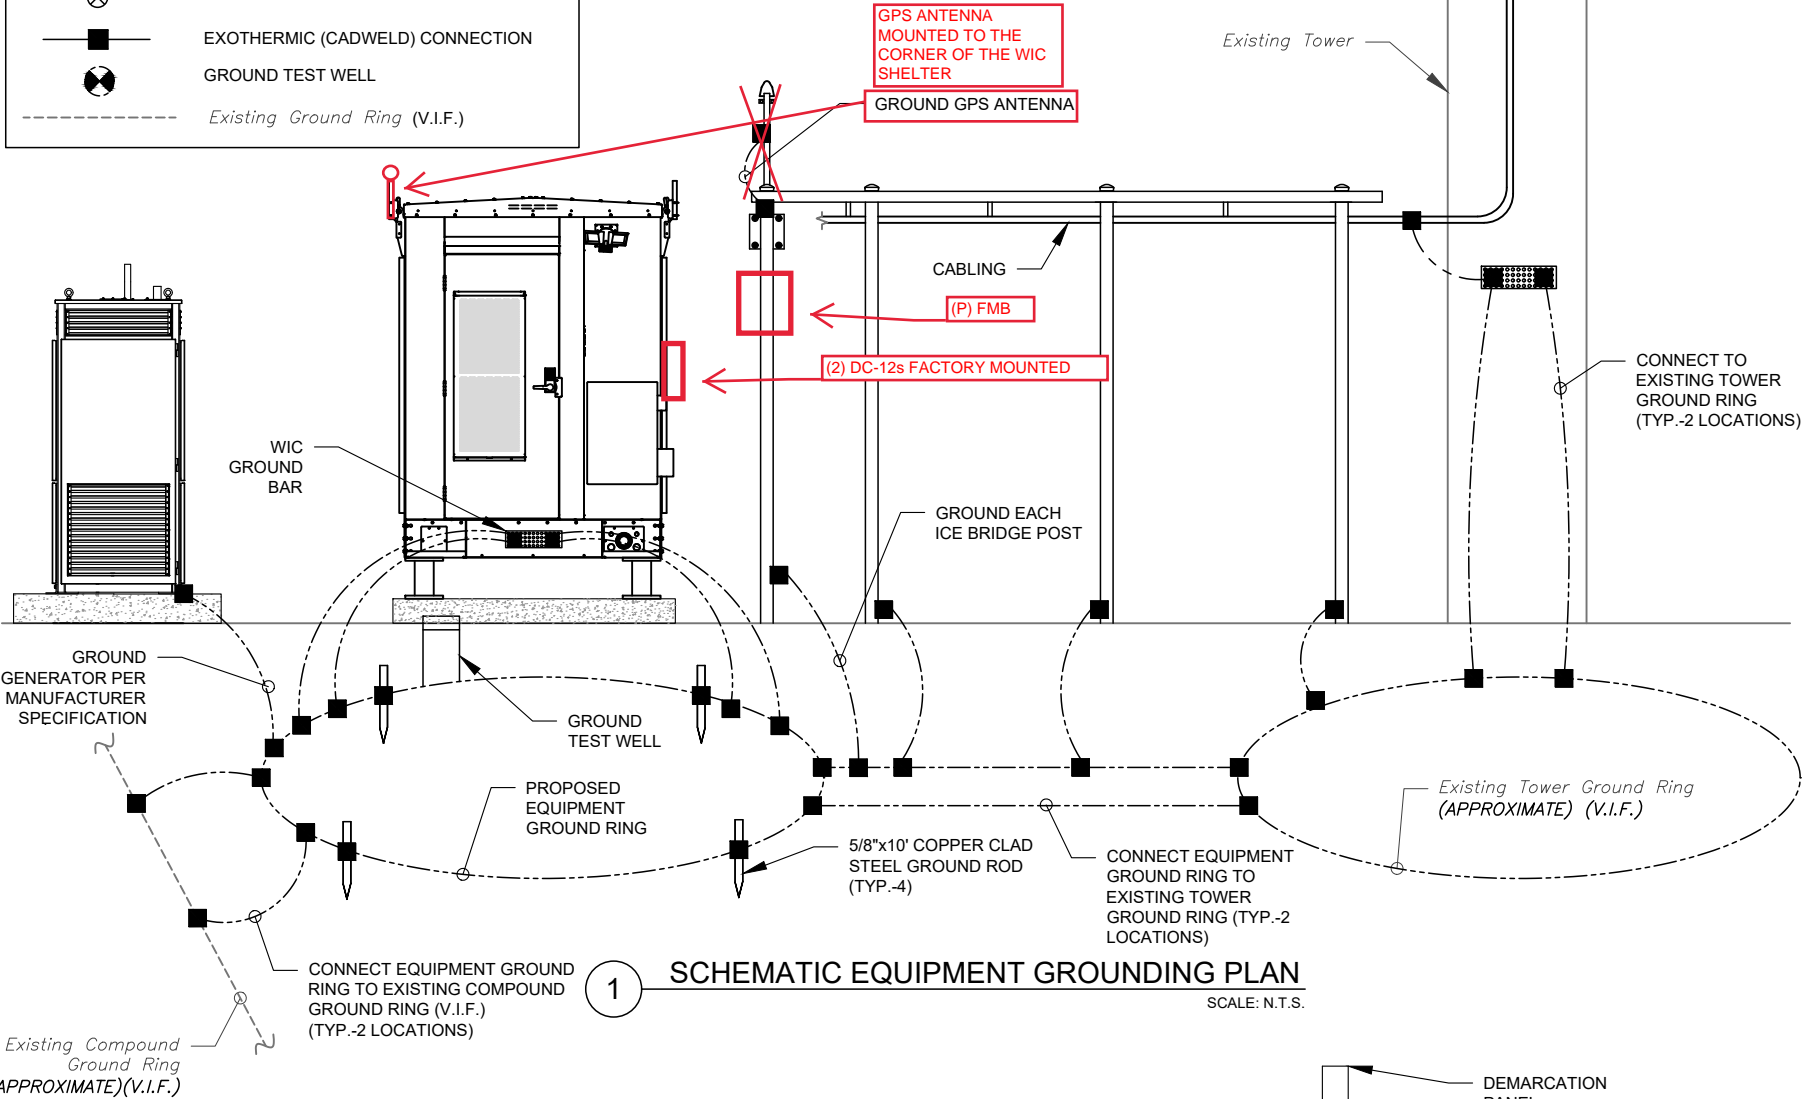 EXOTHERMIC (CADWELD) CONNECTION
GROUND TEST WELL
Existing Ground Ring (V.I.F.)
GPS ANTENNA
MOUNTED TO THE
CORNER OF THE WIC
SHELTER
GROUND GPS ANTENNA
Existing Tower
CABLING
(P) FMB
(2) DC-12s FACTORY MOUNTED
CONNECT TO
EXISTING TOWER
GROUND RING
(TYP.-2 LOCATIONS)
WIC
GROUND
BAR
GROUND EACH
ICE BRIDGE POST
GROUND
GENERATOR PER
MANUFACTURER
SPECIFICATION
GROUND
TEST WELL
PROPOSED
EQUIPMENT
GROUND RING
5/8"x10' COPPER CLAD
STEEL GROUND ROD
(TYP.-4)
CONNECT EQUIPMENT
GROUND RING TO
EXISTING TOWER
GROUND RING (TYP.-2
LOCATIONS)
Existing Tower Ground Ring
(APPROXIMATE) (V.I.F.)
CONNECT EQUIPMENT GROUND
RING TO EXISTING COMPOUND
GROUND RING (V.I.F.)
(TYP.-2 LOCATIONS)
Existing Compound
Ground Ring
APPROXIMATE)(V.I.F.)
1
SCHEMATIC EQUIPMENT GROUNDING PLAN
SCALE: N.T.S.
DEMARCATION